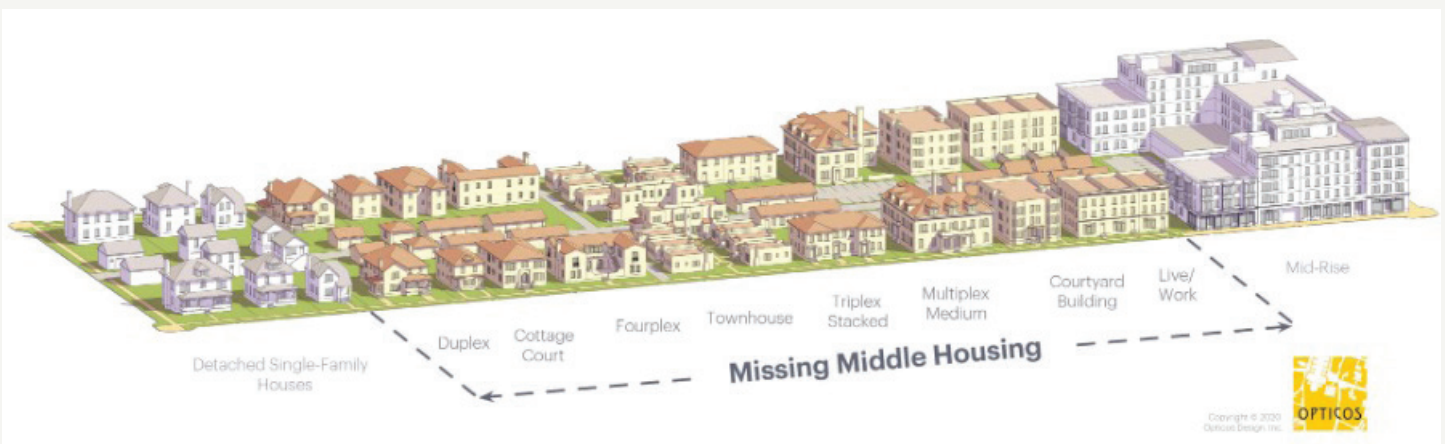 Detached Single-Family
Houses
Duplex
Cottage
Court
Fourplex
Townhouse
Triplex
Stacked
Multiplex
Medium
Courtyard
Building
Live/
Work
Mid-Rise
Missing Middle Housing
OPTICOS
Copyright © 2020
Opticos Design, Inc.